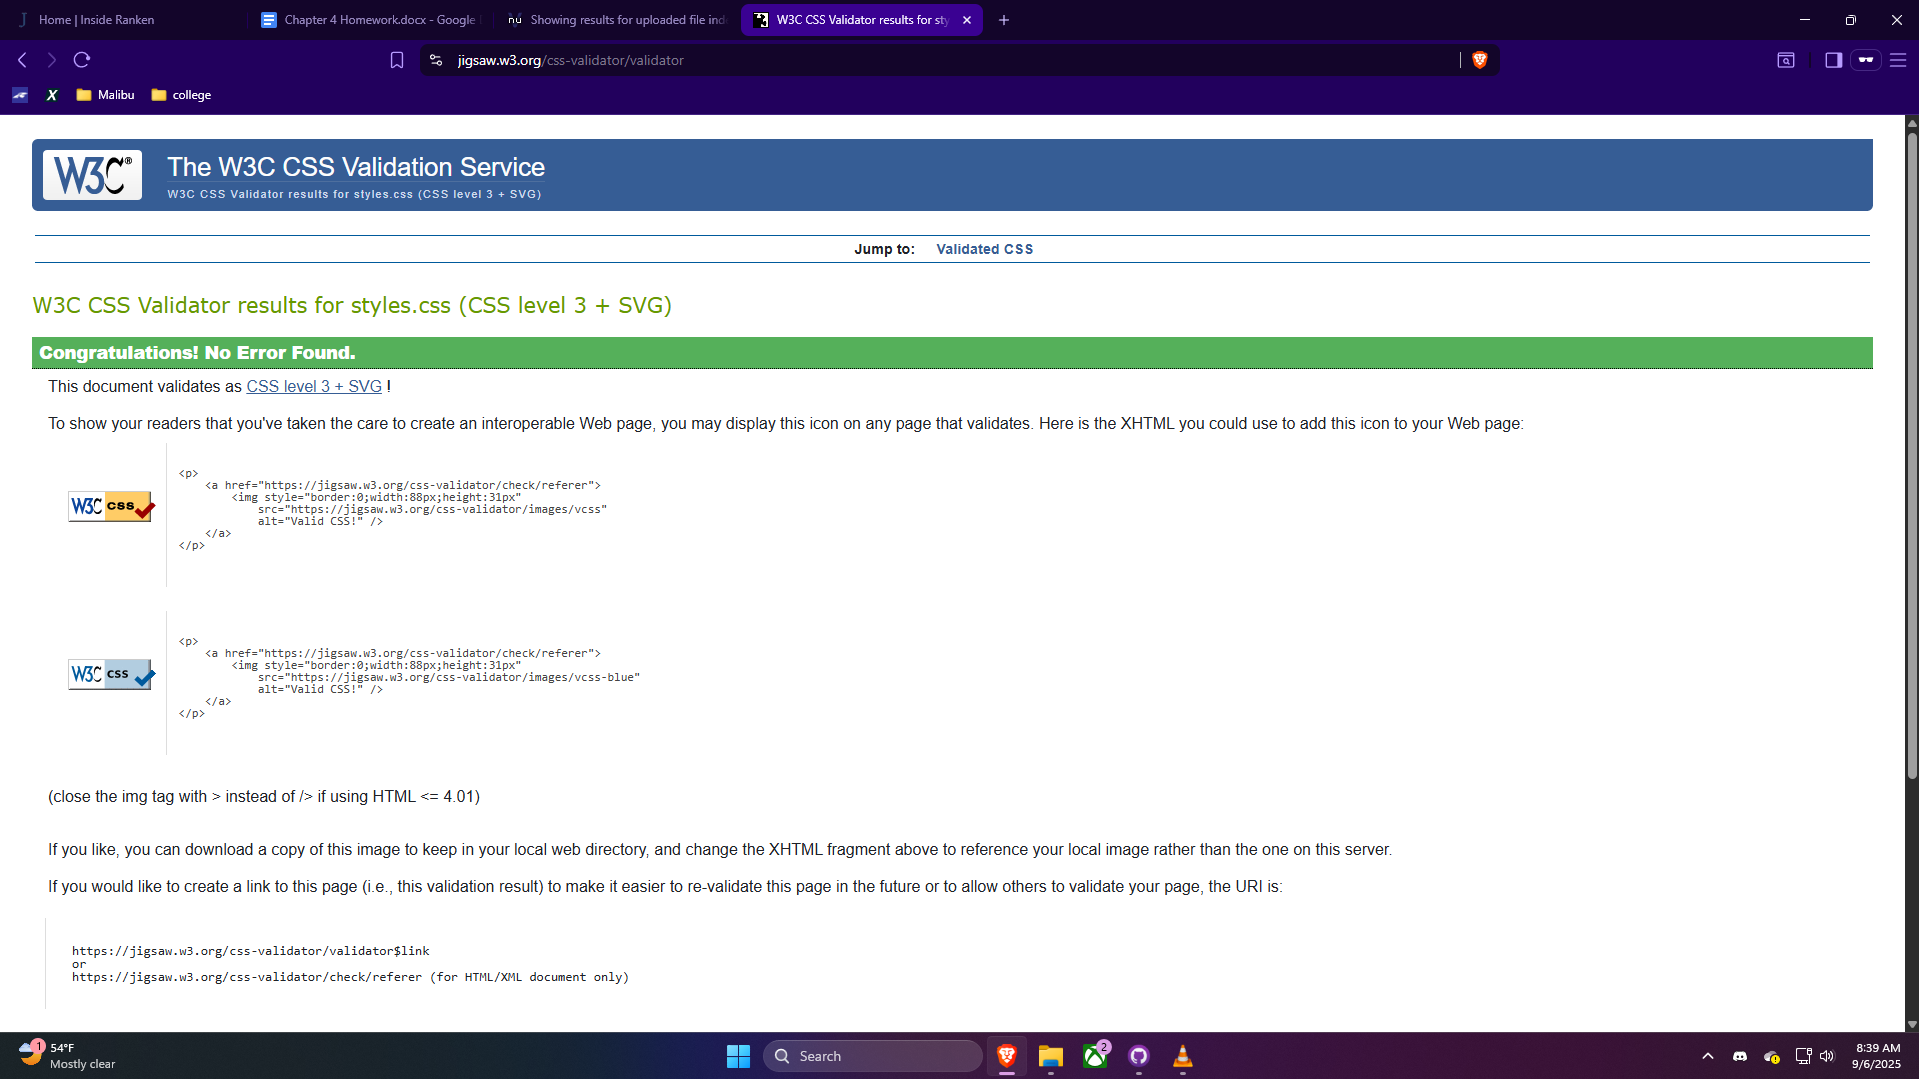 Home | Inside Ranken
Chapter 4 Homework.docx - Google
Showing results for uploaded file ind
W3C CSS Validator results for sty
jigsaw.w3.org/css-validator/validator
Malibu
college
W3C®
The W3C CSS Validation Service
W3C CSS Validator results for styles.css (CSS level 3 + SVG)
Jump to: Validated CSS
W3C CSS Validator results for styles.css (CSS level 3 + SVG)
Congratulations! No Error Found.
This document validates as CSS level 3 + SVG !
To show your readers that you've taken the care to create an interoperable Web page, you may display this icon on any page that validates. Here is the XHTML you could use to add this icon to your Web page:
W3C css
<p>
<a href="https://jigsaw.w3.org/css-validator/check/referer">
<img style="border:0;width:88px;height:31px"
src="https://jigsaw.w3.org/css-validator/images/vcss"
alt="Valid CSS!" />
</a>
</p>
W3C css
<p>
<a href="https://jigsaw.w3.org/css-validator/check/referer">
<img style="border:0;width:88px;height:31px"
src="https://jigsaw.w3.org/css-validator/images/vcss-blue"
alt="Valid CSS!" />
</a>
</p>
(close the img tag with > instead of /> if using HTML <= 4.01)
If you like, you can download a copy of this image to keep in your local web directory, and change the XHTML fragment above to reference your local image rather than the one on this server.
If you would like to create a link to this page (i.e., this validation result) to make it easier to re-validate this page in the future or to allow others to validate your page, the URI is:
https://jigsaw.w3.org/css-validator/validator$link
or
https://jigsaw.w3.org/css-validator/check/referer (for HTML/XML document only)
1
54°F
Mostly clear
Search
2
8:39 AM
9/6/2025